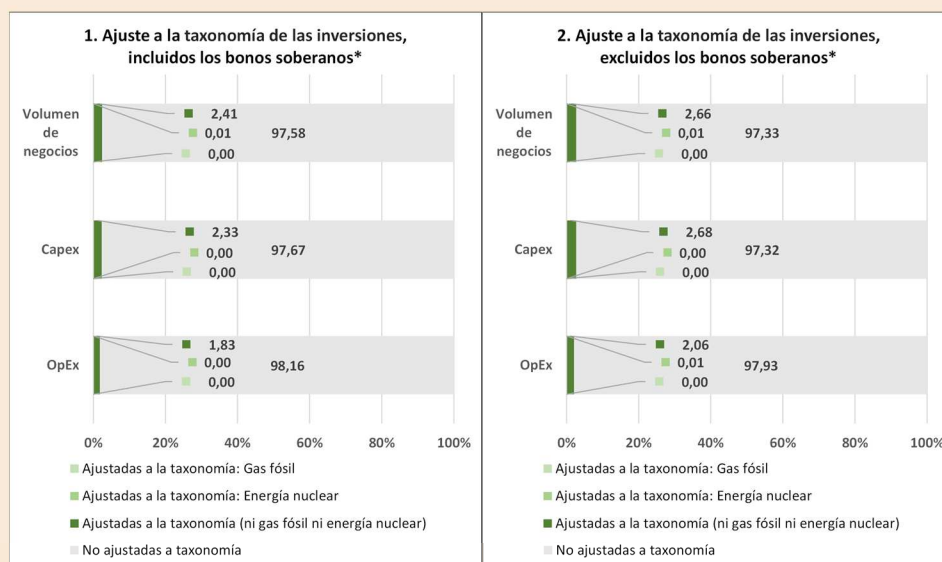 1. Ajuste a la taxonomía de las inversiones,
incluidos los bonos soberanos*
Volumen
de
negocios
2,41
0,01
0,00
97,58
Capex
2,33
0,00
0,00
97,67
OpEx
1,83
0,00
0,00
98,16
0% 20% 40% 60% 80% 100%
Ajustadas a la taxonomía: Gas fósil
Ajustadas a la taxonomía: Energía nuclear
Ajustadas a la taxonomía (ni gas fósil ni energía nuclear)
No ajustadas a taxonomía
2. Ajuste a la taxonomía de las inversiones,
excluidos los bonos soberanos*
Volumen
de
negocios
2,66
0,01
0,00
97,33
Capex
2,68
0,00
0,00
97,32
OpEx
2,06
0,01
0,00
97,93
0% 20% 40% 60% 80% 100%
Ajustadas a la taxonomía: Gas fósil
Ajustadas a la taxonomía: Energía nuclear
Ajustadas a la taxonomía (ni gas fósil ni energía nuclear)
No ajustadas a taxonomía